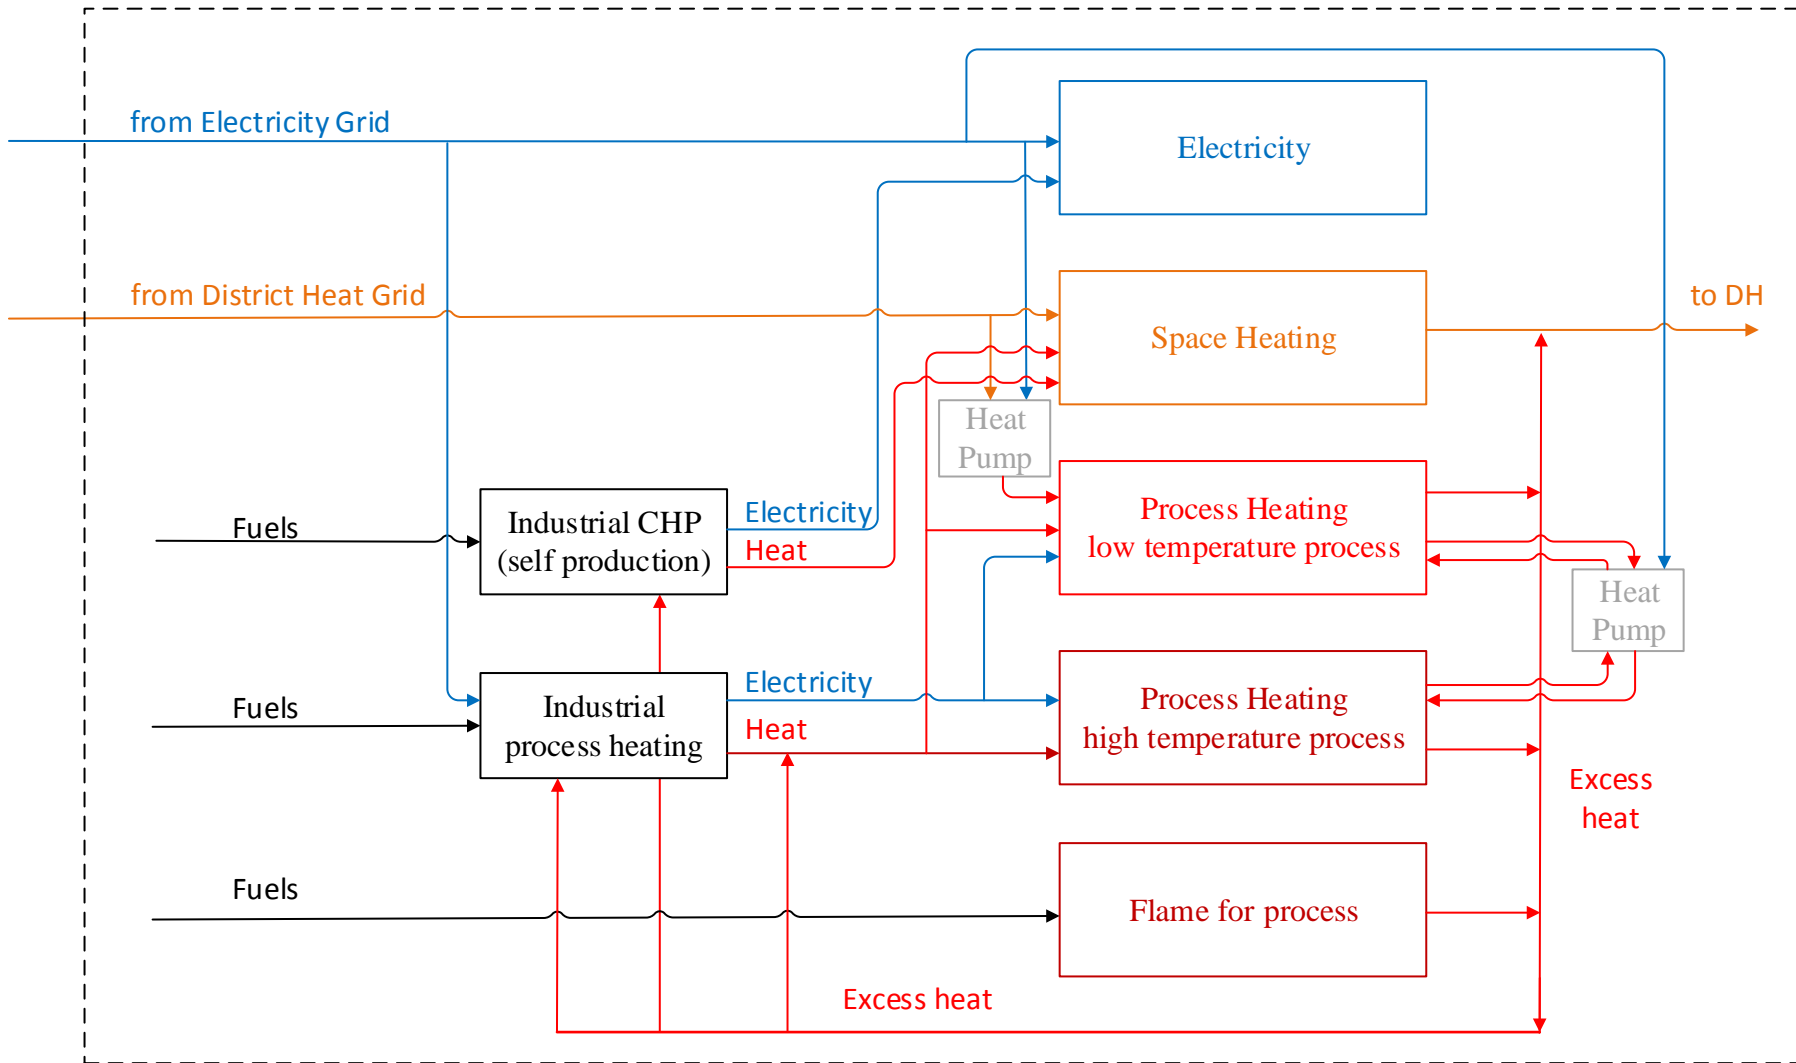 from Electricity Grid
Electricity
from District Heat Grid
to DH
Space Heating
Heat
Pump
Fuels
Industrial CHP
(self production)
Electricity
Heat
Process Heating
low temperature process
Heat
Pump
Fuels
Industrial
process heating
Electricity
Heat
Process Heating
high temperature process
Excess
heat
Fuels
Flame for process
Excess heat